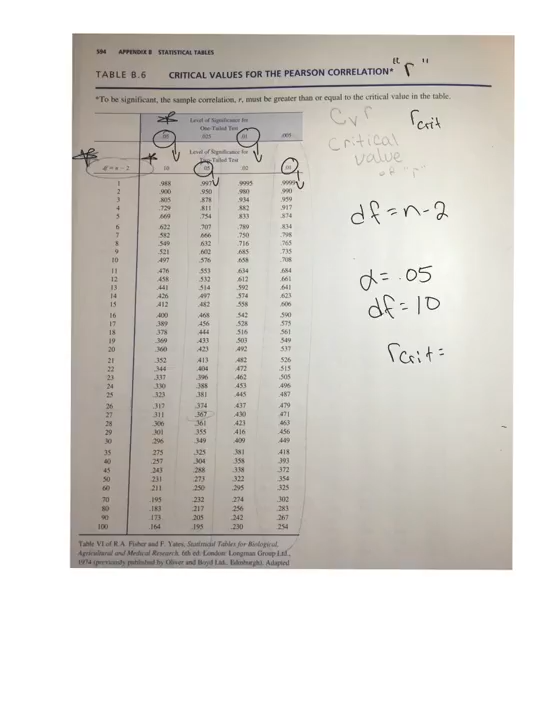 594 APPENDIX B STATISTICAL TABLES
TABLE B.6 CRITICAL VALUES FOR THE PEARSON CORRELATION* "r"
*To be significant, the sample correlation, r, must be greater than or equal to the critical value in the table.
Level of Significance for
One-Tailed Test
.05 .025 .01 .005
Level of Significance for
Two-Tailed Test
df = n − 2 .10 .05 .02 .01
1 .988 .997 .9995 .9999
2 .900 .950 .980 .990
3 .805 .878 .934 .959
4 .729 .811 .882 .917
5 .669 .754 .833 .874
6 .622 .707 .789 .834
7 .582 .666 .750 .798
8 .549 .632 .716 .765
9 .521 .602 .685 .735
10 .497 .576 .658 .708
11 .476 .553 .634 .684
12 .458 .532 .612 .661
13 .441 .514 .592 .641
14 .426 .497 .574 .623
15 .412 .482 .558 .606
16 .400 .468 .542 .590
17 .389 .456 .528 .575
18 .378 .444 .516 .561
19 .369 .433 .503 .549
20 .360 .423 .492 .537
21 .352 .413 .482 .526
22 .344 .404 .472 .515
23 .337 .396 .462 .505
24 .330 .388 .453 .496
25 .323 .381 .445 .487
26 .317 .374 .437 .479
27 .311 .367 .430 .471
28 .306 .361 .423 .463
29 .301 .355 .416 .456
30 .296 .349 .409 .449
35 .275 .325 .381 .418
40 .257 .304 .358 .393
45 .243 .288 .338 .372
50 .231 .273 .322 .354
60 .211 .250 .295 .325
70 .195 .232 .274 .302
80 .183 .217 .256 .283
90 .173 .205 .242 .267
100 .164 .195 .230 .254
Table VI of R.A. Fisher and F. Yates, Statistical Tables for Biological,
Agricultural and Medical Research, 6th ed. London: Longman Group Ltd.,
1974 (previously published by Oliver and Boyd Ltd., Edinburgh). Adapted
CVr rcrit
Critical
value
of "r"
df = n-2
α = .05
df = 10
rcrit =